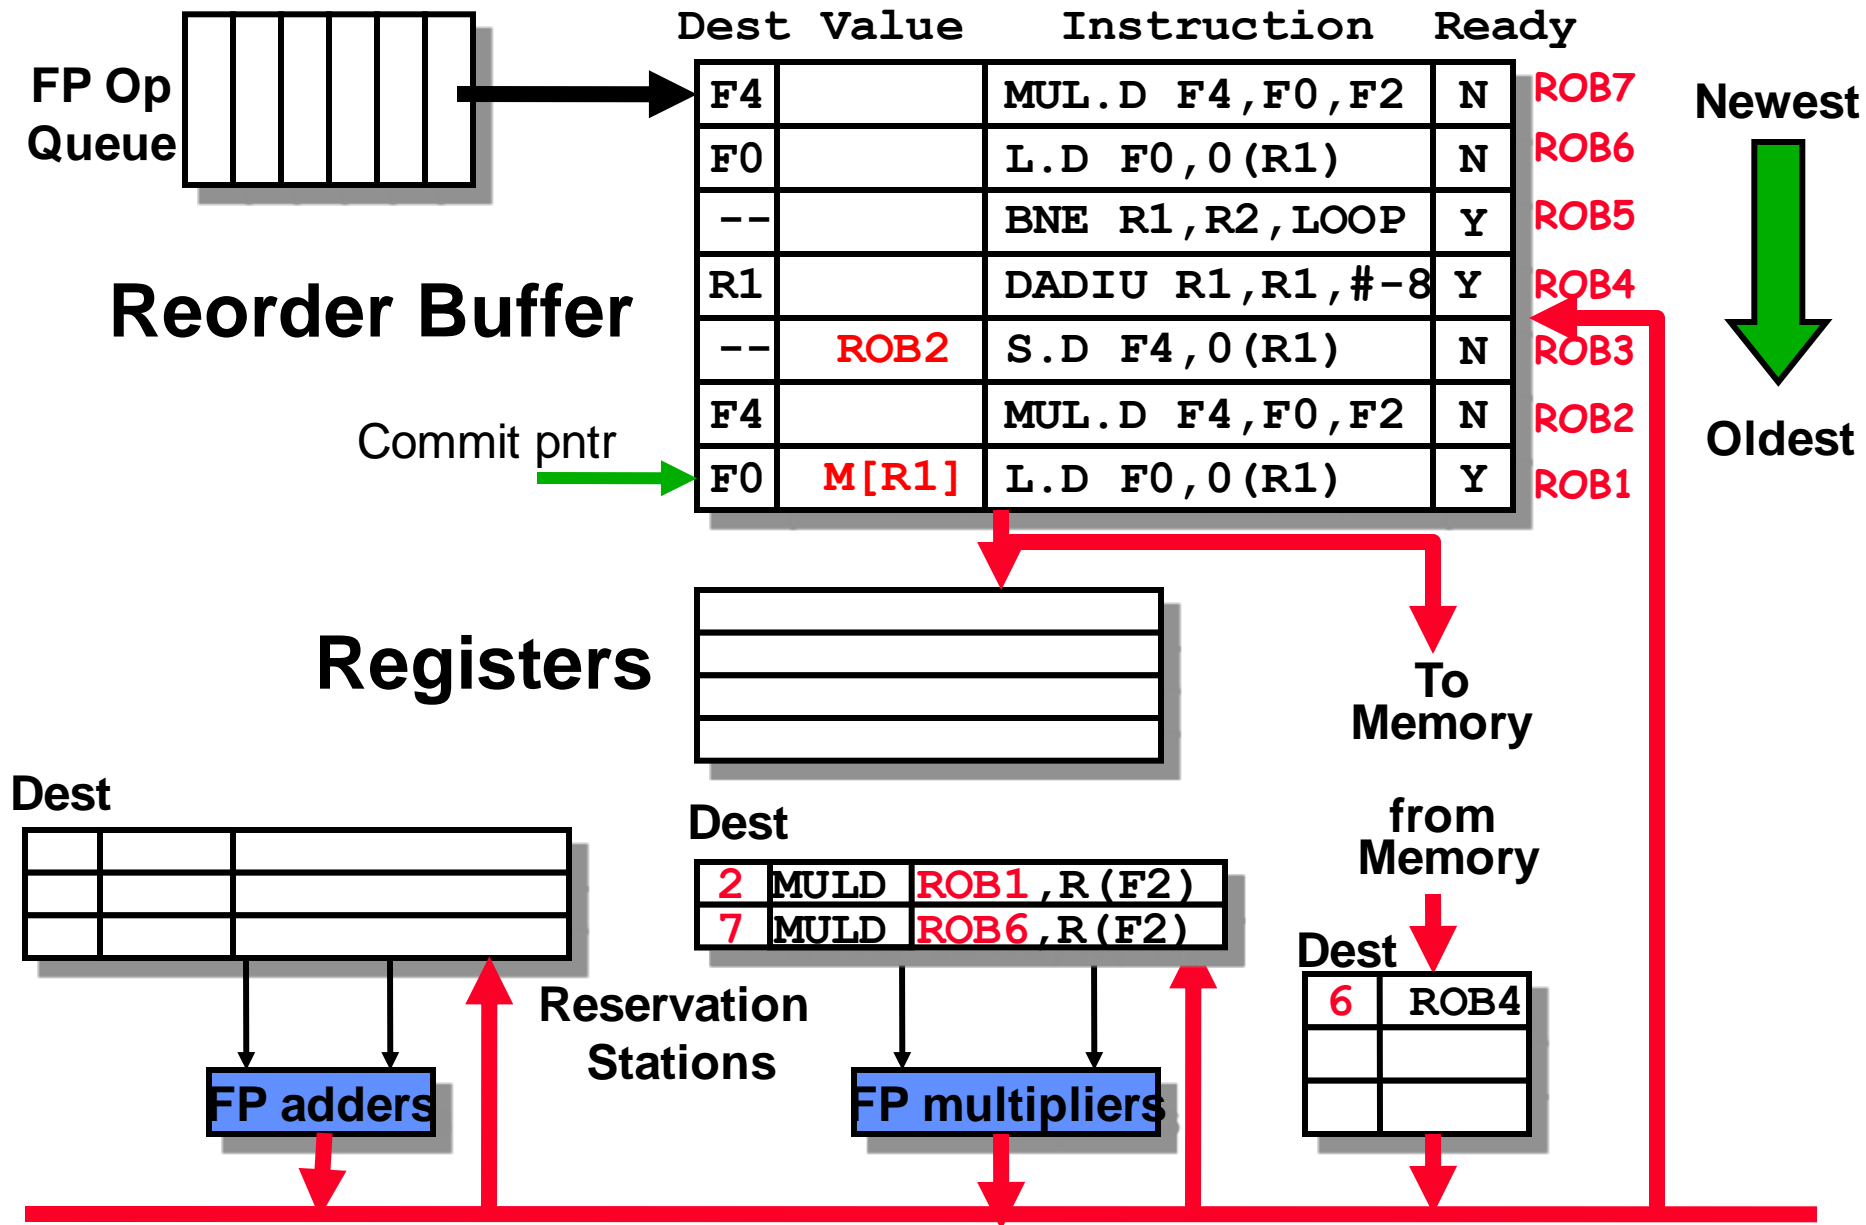 Dest Value Instruction Ready
FP Op
Queue
F4 MUL.D F4,F0,F2 N ROB7
F0 L.D F0,0(R1) N ROB6
-- BNE R1,R2,LOOP Y ROB5
R1 DADIU R1,R1,#-8 Y ROB4
-- ROB2 S.D F4,0(R1) N ROB3
F4 MUL.D F4,F0,F2 N ROB2
F0 M[R1] L.D F0,0(R1) Y ROB1
Newest
Oldest
Reorder Buffer
Commit pntr
Registers
To
Memory
Dest
Dest
from
Memory
2 MULD ROB1,R(F2)
7 MULD ROB6,R(F2)
Dest
6 ROB4
Reservation
Stations
FP adders
FP multipliers